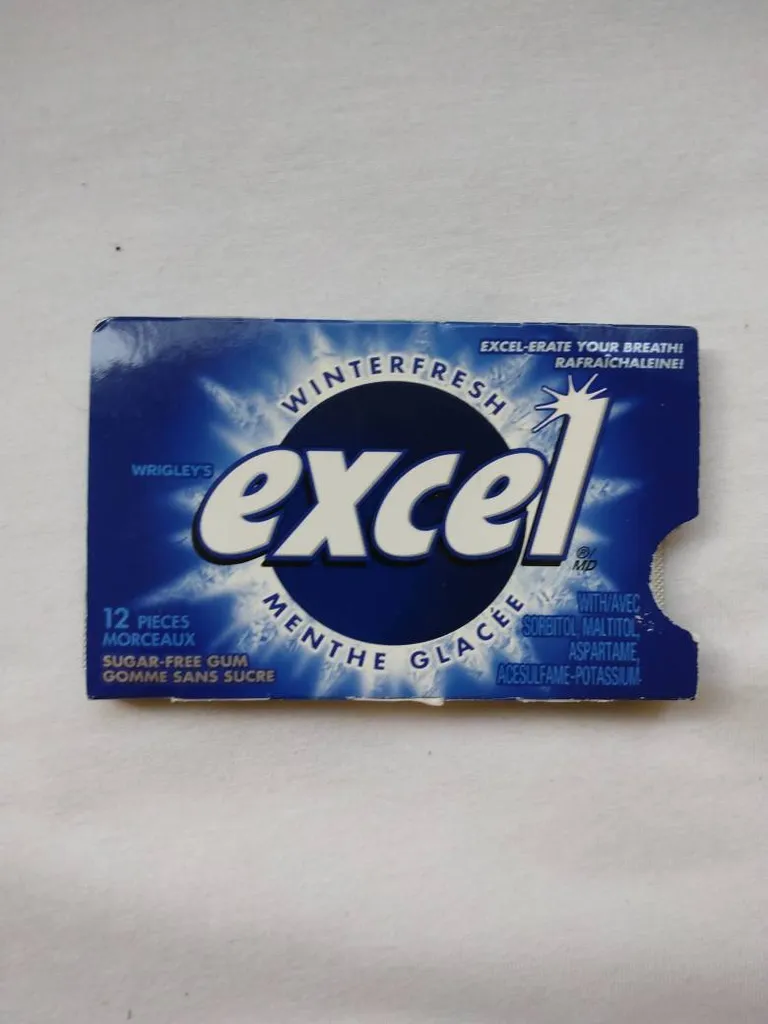 EXCEL-ERATE YOUR BREATH!
RAFRAÎCHALEINE!
WINTERFRESH
WRIGLEY'S
excel
®/
MD
MENTHE GLACÉE
12 PIECES
MORCEAUX
SUGAR-FREE GUM
GOMME SANS SUCRE
WITH/AVEC
SORBITOL, MALTITOL,
ASPARTAME,
ACESULFAME-POTASSIUM